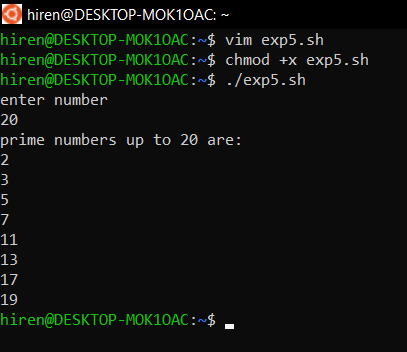 hiren@DESKTOP-MOK1OAC: ~
hiren@DESKTOP-MOK1OAC:~$ vim exp5.sh
hiren@DESKTOP-MOK1OAC:~$ chmod +x exp5.sh
hiren@DESKTOP-MOK1OAC:~$ ./exp5.sh
enter number
20
prime numbers up to 20 are:
2
3
5
7
11
13
17
19
hiren@DESKTOP-MOK1OAC:~$